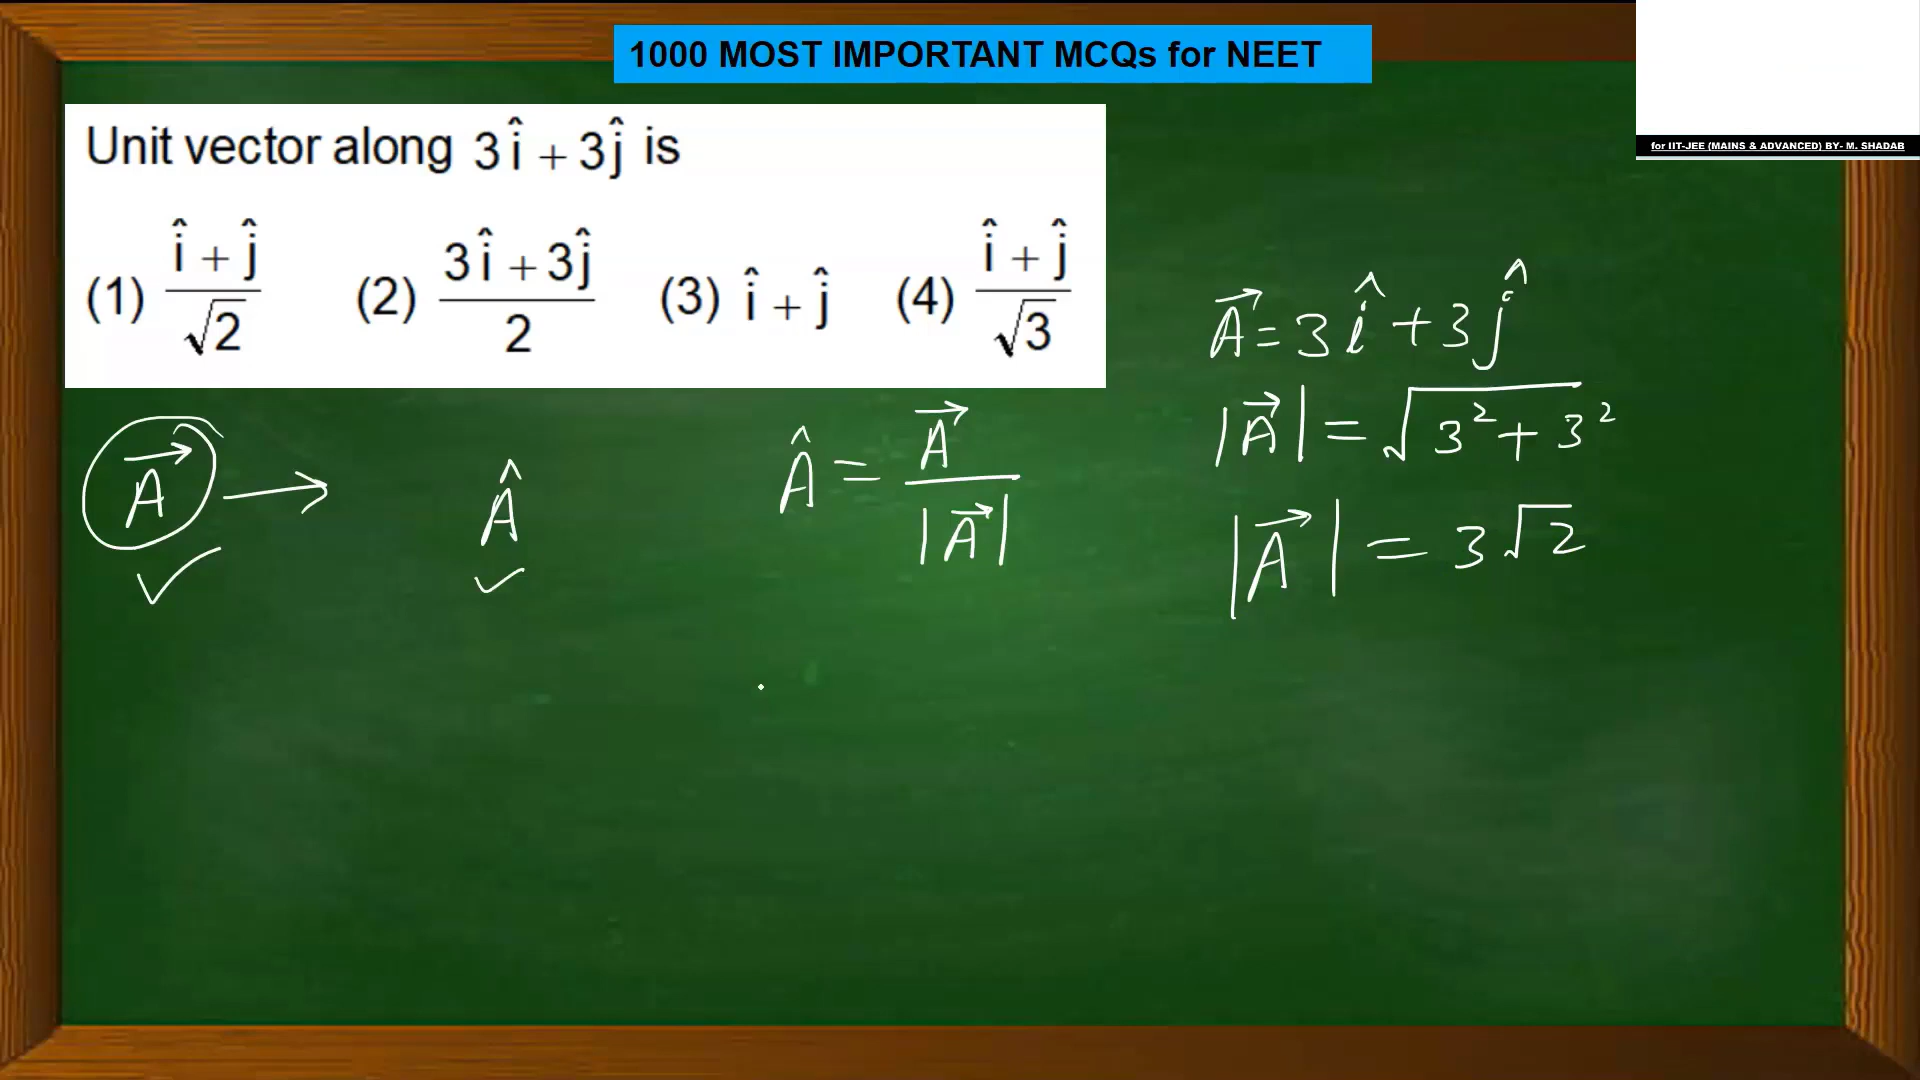 1000 MOST IMPORTANT MCQs for NEET
for IIT-JEE (MAINS & ADVANCED) BY- M. SHADAB
Unit vector along 3î + 3ĵ is
(1) (î + ĵ)/√2 (2) (3î + 3ĵ)/2 (3) î + ĵ (4) (î + ĵ)/√3
A⃗ → Â
 = A⃗/|A⃗|
A⃗ = 3î + 3ĵ
|A⃗| = √(3² + 3²)
|A⃗| = 3√2